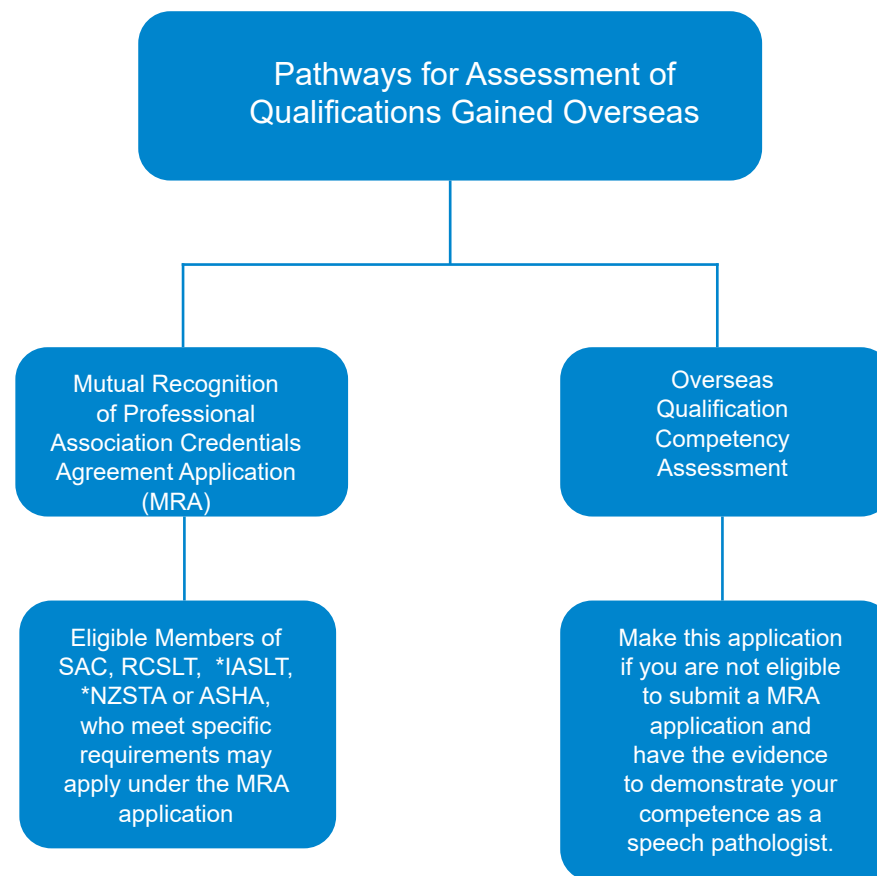 Pathways for Assessment of
Qualifications Gained Overseas
Mutual Recognition
of Professional
Association Credentials
Agreement Application
(MRA)
Overseas
Qualification
Competency
Assessment
Eligible Members of
SAC, RCSLT, *IASLT,
*NZSTA or ASHA,
who meet specific
requirements may
apply under the MRA
application
Make this application
if you are not eligible
to submit a MRA
application and
have the evidence
to demonstrate your
competence as a
speech pathologist.